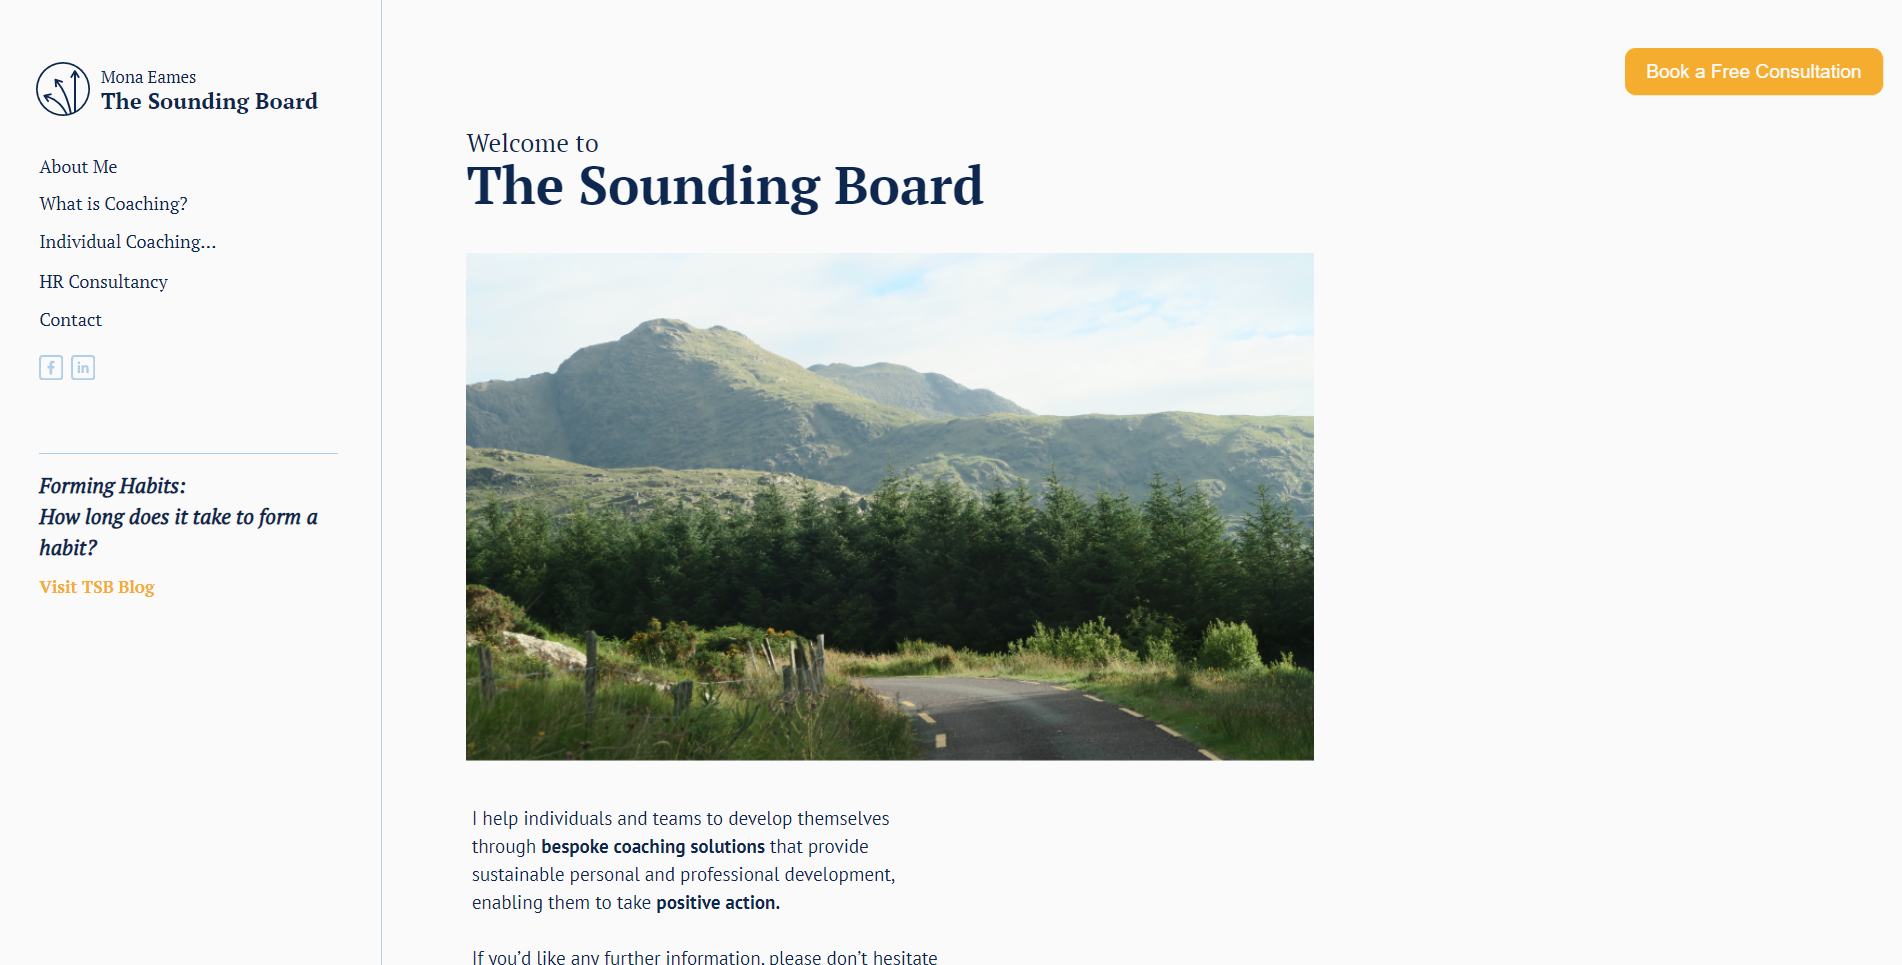 Mona Eames
The Sounding Board
About Me
What is Coaching?
Individual Coaching...
HR Consultancy
Contact
f
in
Forming Habits:
How long does it take to form a
habit?
Visit TSB Blog
Book a Free Consultation
Welcome to
The Sounding Board
I help individuals and teams to develop themselves
through bespoke coaching solutions that provide
sustainable personal and professional development,
enabling them to take positive action.
If you’d like any further information, please don’t hesitate